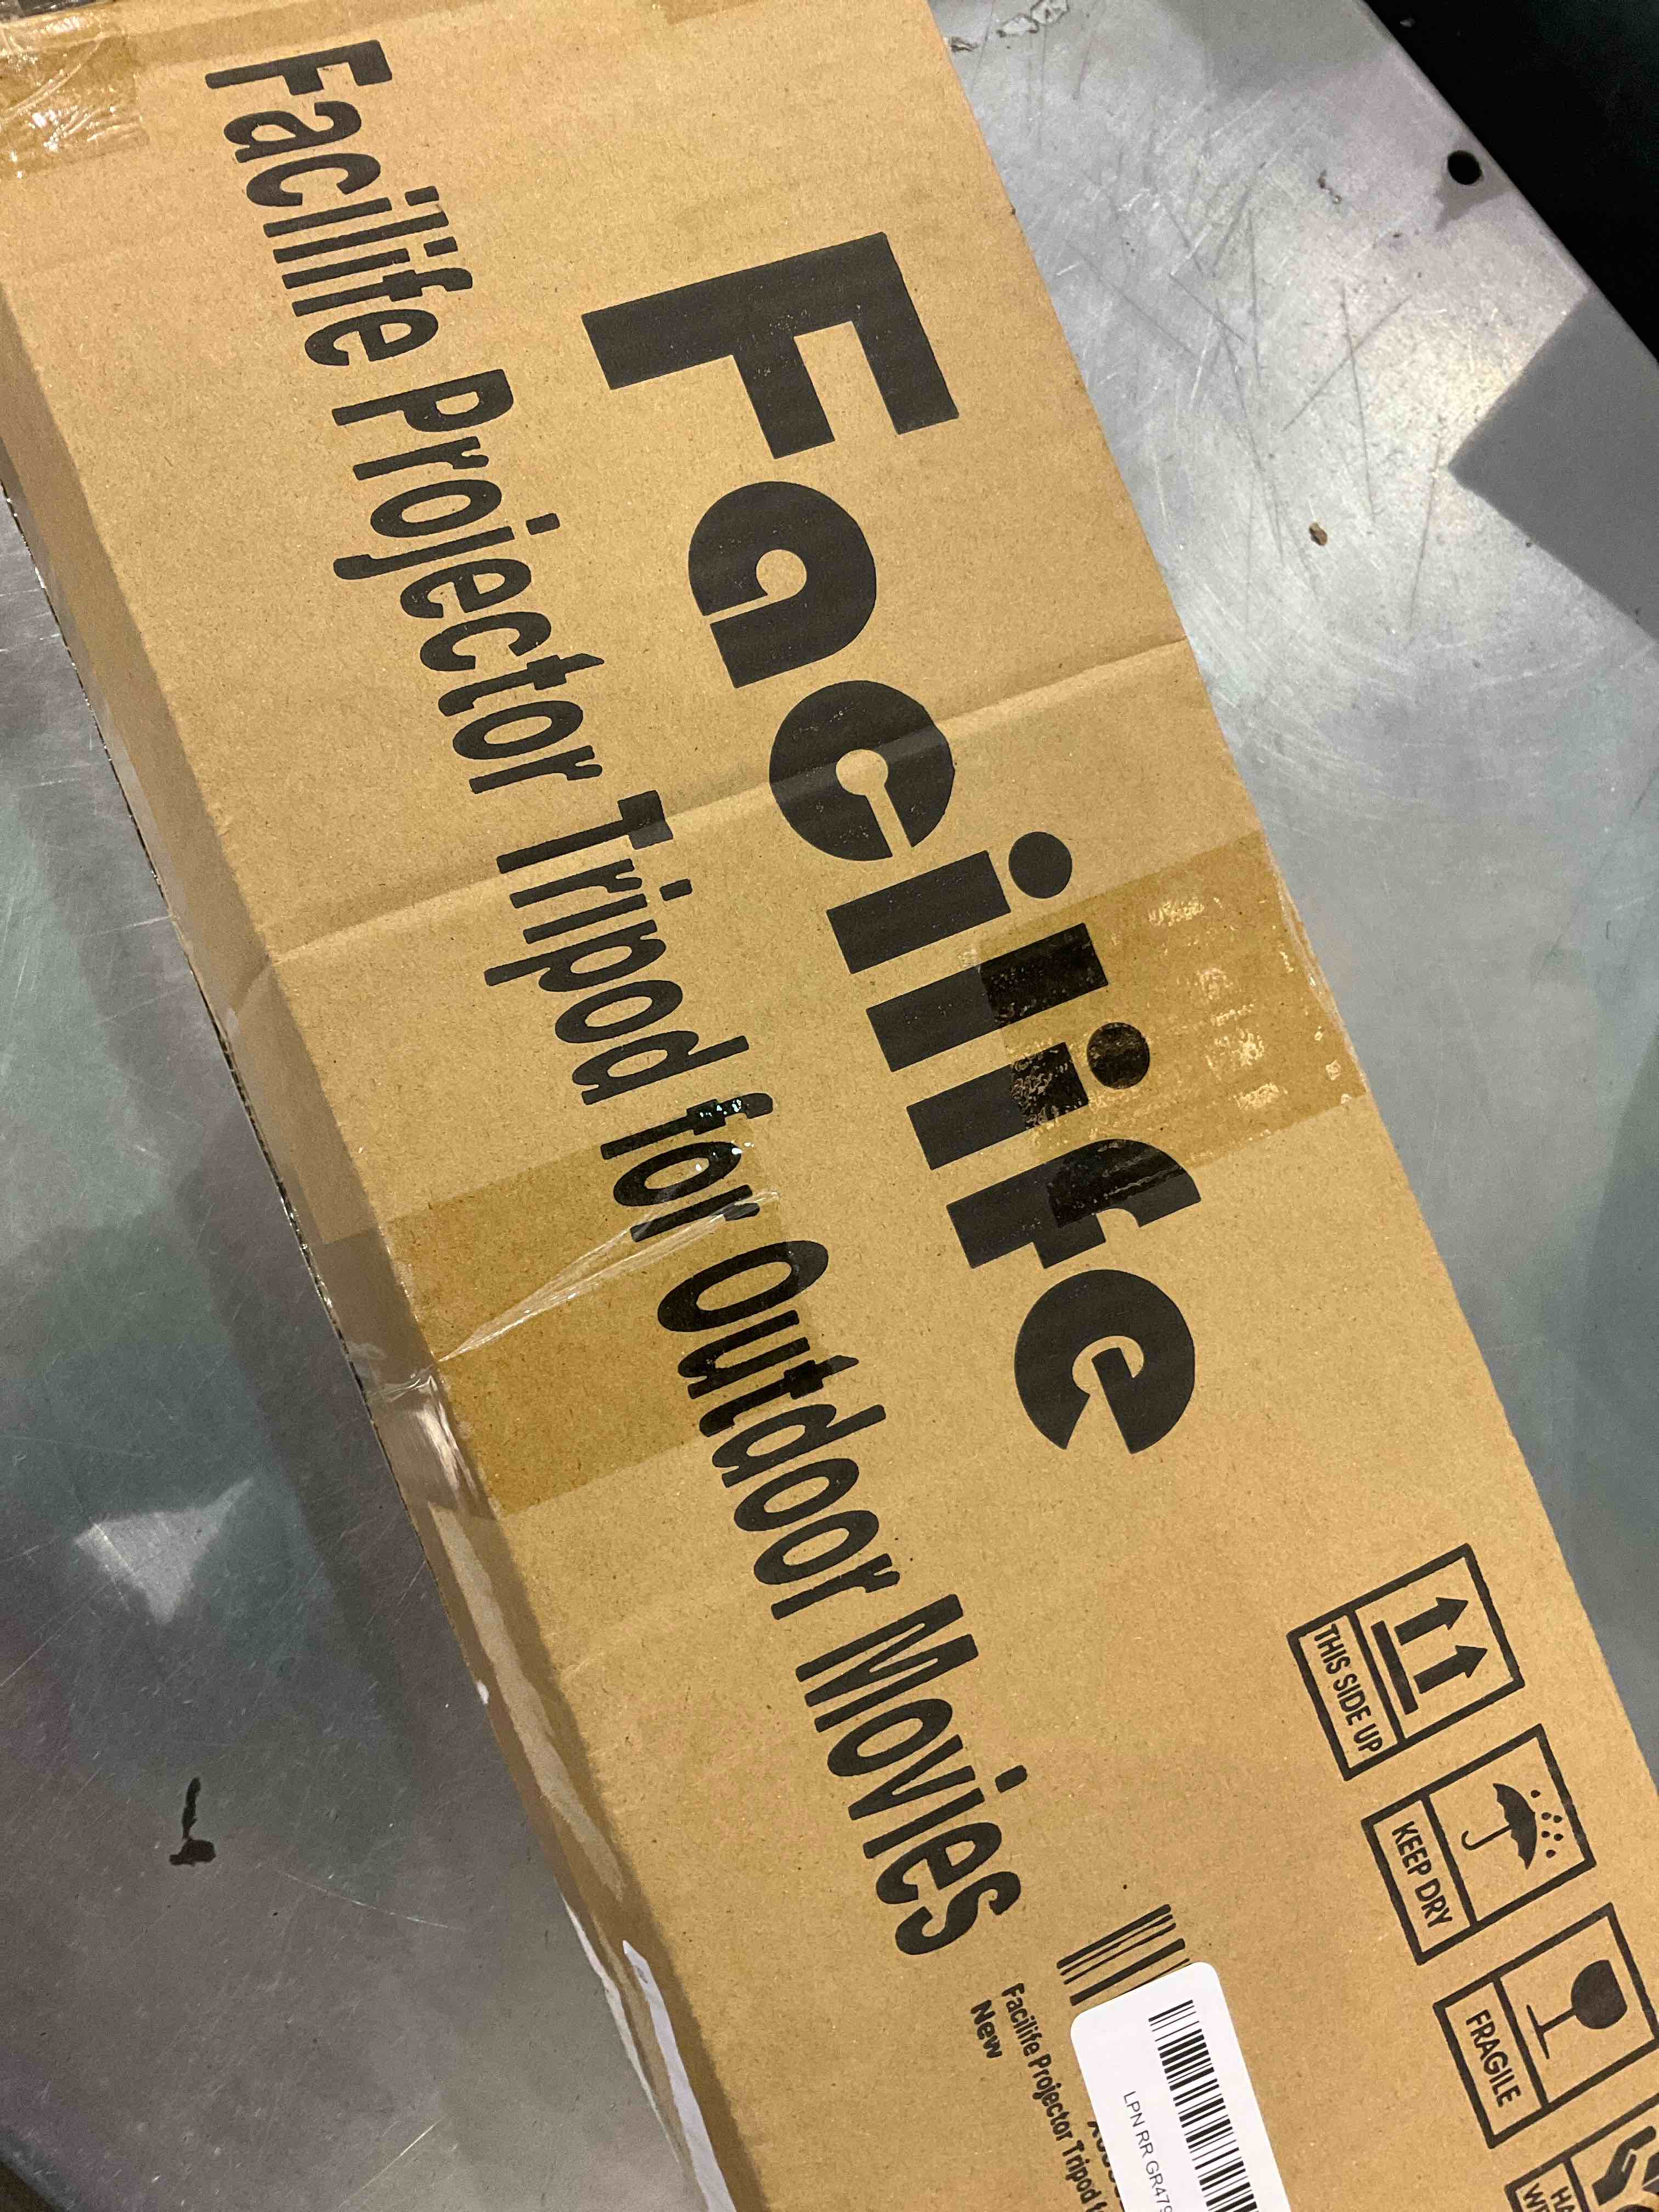 Facilife
Facilife Projector Tripod for Outdoor Movies
THIS SIDE UP
KEEP DRY
FRAGILE
Facilife Projector Tripod
New
LPN RR GR479